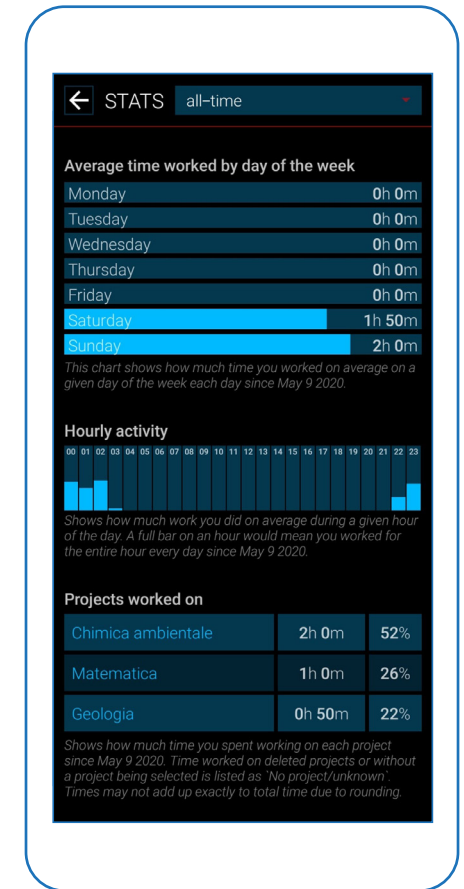 STATS all-time
Average time worked by day of the week
Monday 0h 0m
Tuesday 0h 0m
Wednesday 0h 0m
Thursday 0h 0m
Friday 0h 0m
Saturday 1h 50m
Sunday 2h 0m
This chart shows how much time you worked on average on a
given day of the week each day since May 9 2020.
Hourly activity
00 01 02 03 04 05 06 07 08 09 10 11 12 13 14 15 16 17 18 19 20 21 22 23
Shows how much work you did on average during a given hour
of the day. A full bar on an hour would mean you worked for
the entire hour every day since May 9 2020.
Projects worked on
Chimica ambientale 2h 0m 52%
Matematica 1h 0m 26%
Geologia 0h 50m 22%
Shows how much time you spent working on each project
since May 9 2020. Time worked on deleted projects or without
a project being selected is listed as `No project/unknown`.
Times may not add up exactly to total time due to rounding.